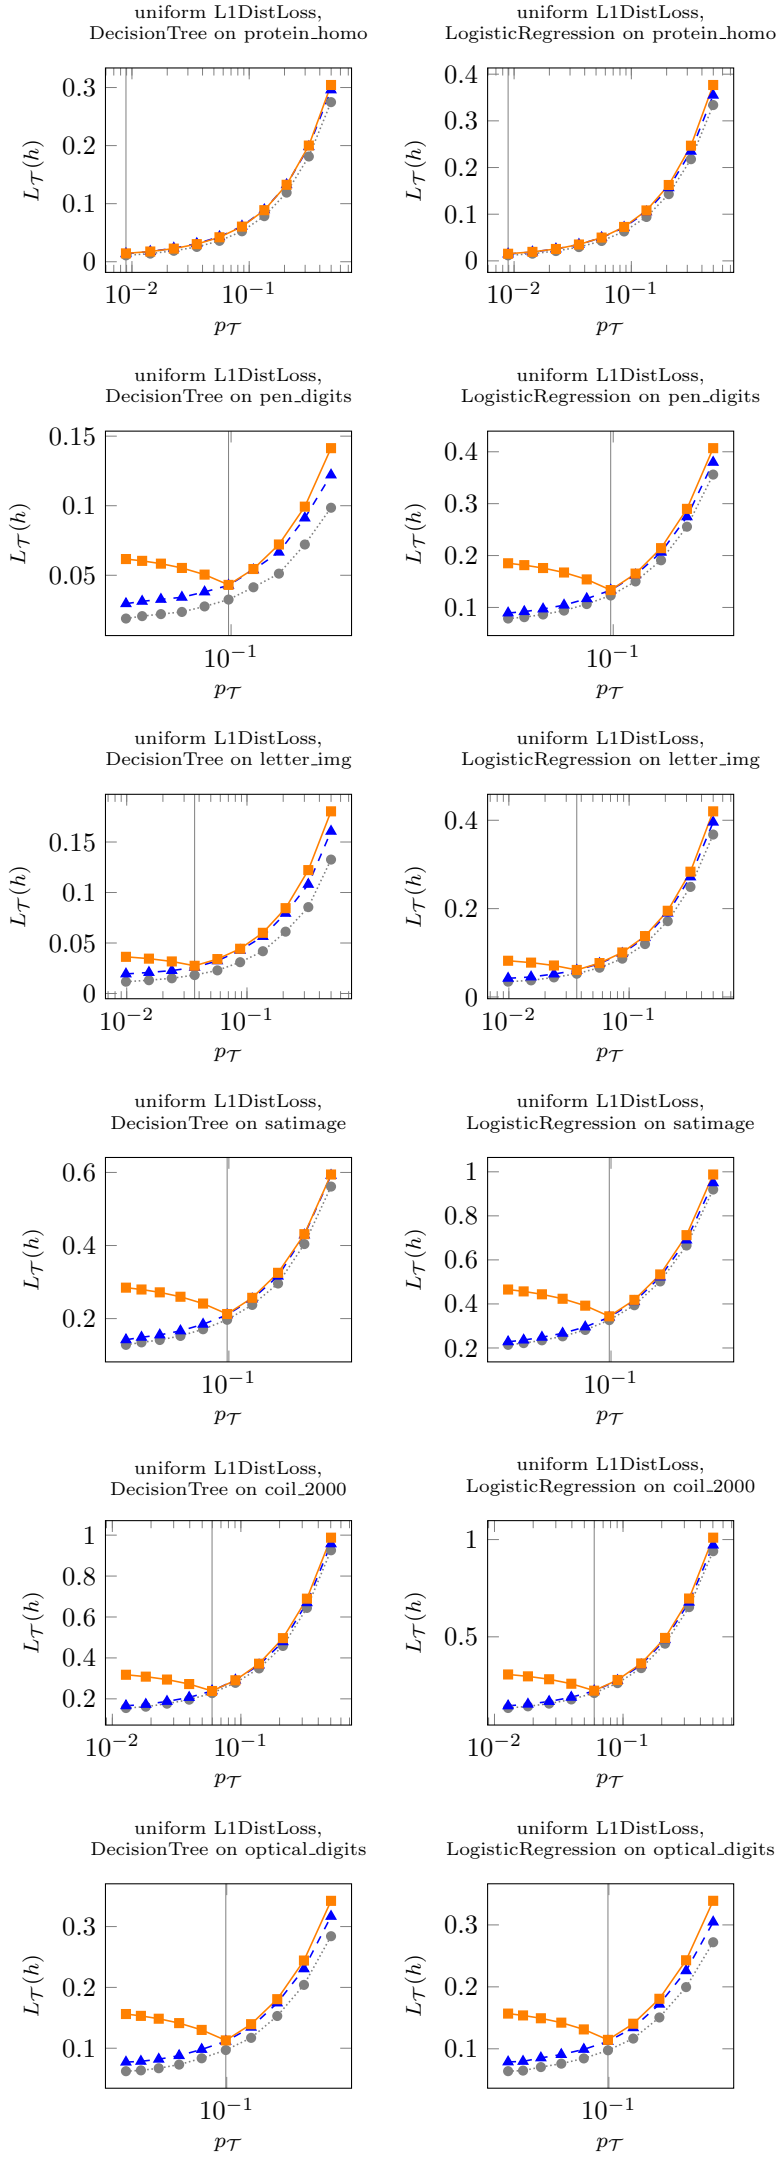 uniform L1DistLoss,
DecisionTree on protein_homo
0.3
0.2
0.1
0
L_𝒯(h)
10⁻²
10⁻¹
p_𝒯
uniform L1DistLoss,
LogisticRegression on protein_homo
0.4
0.3
0.2
0.1
0
L_𝒯(h)
10⁻²
10⁻¹
p_𝒯
uniform L1DistLoss,
DecisionTree on pen_digits
0.15
0.1
0.05
L_𝒯(h)
10⁻¹
p_𝒯
uniform L1DistLoss,
LogisticRegression on pen_digits
0.4
0.3
0.2
0.1
L_𝒯(h)
10⁻¹
p_𝒯
uniform L1DistLoss,
DecisionTree on letter_img
0.15
0.1
0.05
0
L_𝒯(h)
10⁻²
10⁻¹
p_𝒯
uniform L1DistLoss,
LogisticRegression on letter_img
0.4
0.2
0
L_𝒯(h)
10⁻²
10⁻¹
p_𝒯
uniform L1DistLoss,
DecisionTree on satimage
0.6
0.4
0.2
L_𝒯(h)
10⁻¹
p_𝒯
uniform L1DistLoss,
LogisticRegression on satimage
1
0.8
0.6
0.4
0.2
L_𝒯(h)
10⁻¹
p_𝒯
uniform L1DistLoss,
DecisionTree on coil_2000
1
0.8
0.6
0.4
0.2
L_𝒯(h)
10⁻²
10⁻¹
p_𝒯
uniform L1DistLoss,
LogisticRegression on coil_2000
1
0.5
L_𝒯(h)
10⁻²
10⁻¹
p_𝒯
uniform L1DistLoss,
DecisionTree on optical_digits
0.3
0.2
0.1
L_𝒯(h)
10⁻¹
p_𝒯
uniform L1DistLoss,
LogisticRegression on optical_digits
0.3
0.2
0.1
L_𝒯(h)
10⁻¹
p_𝒯